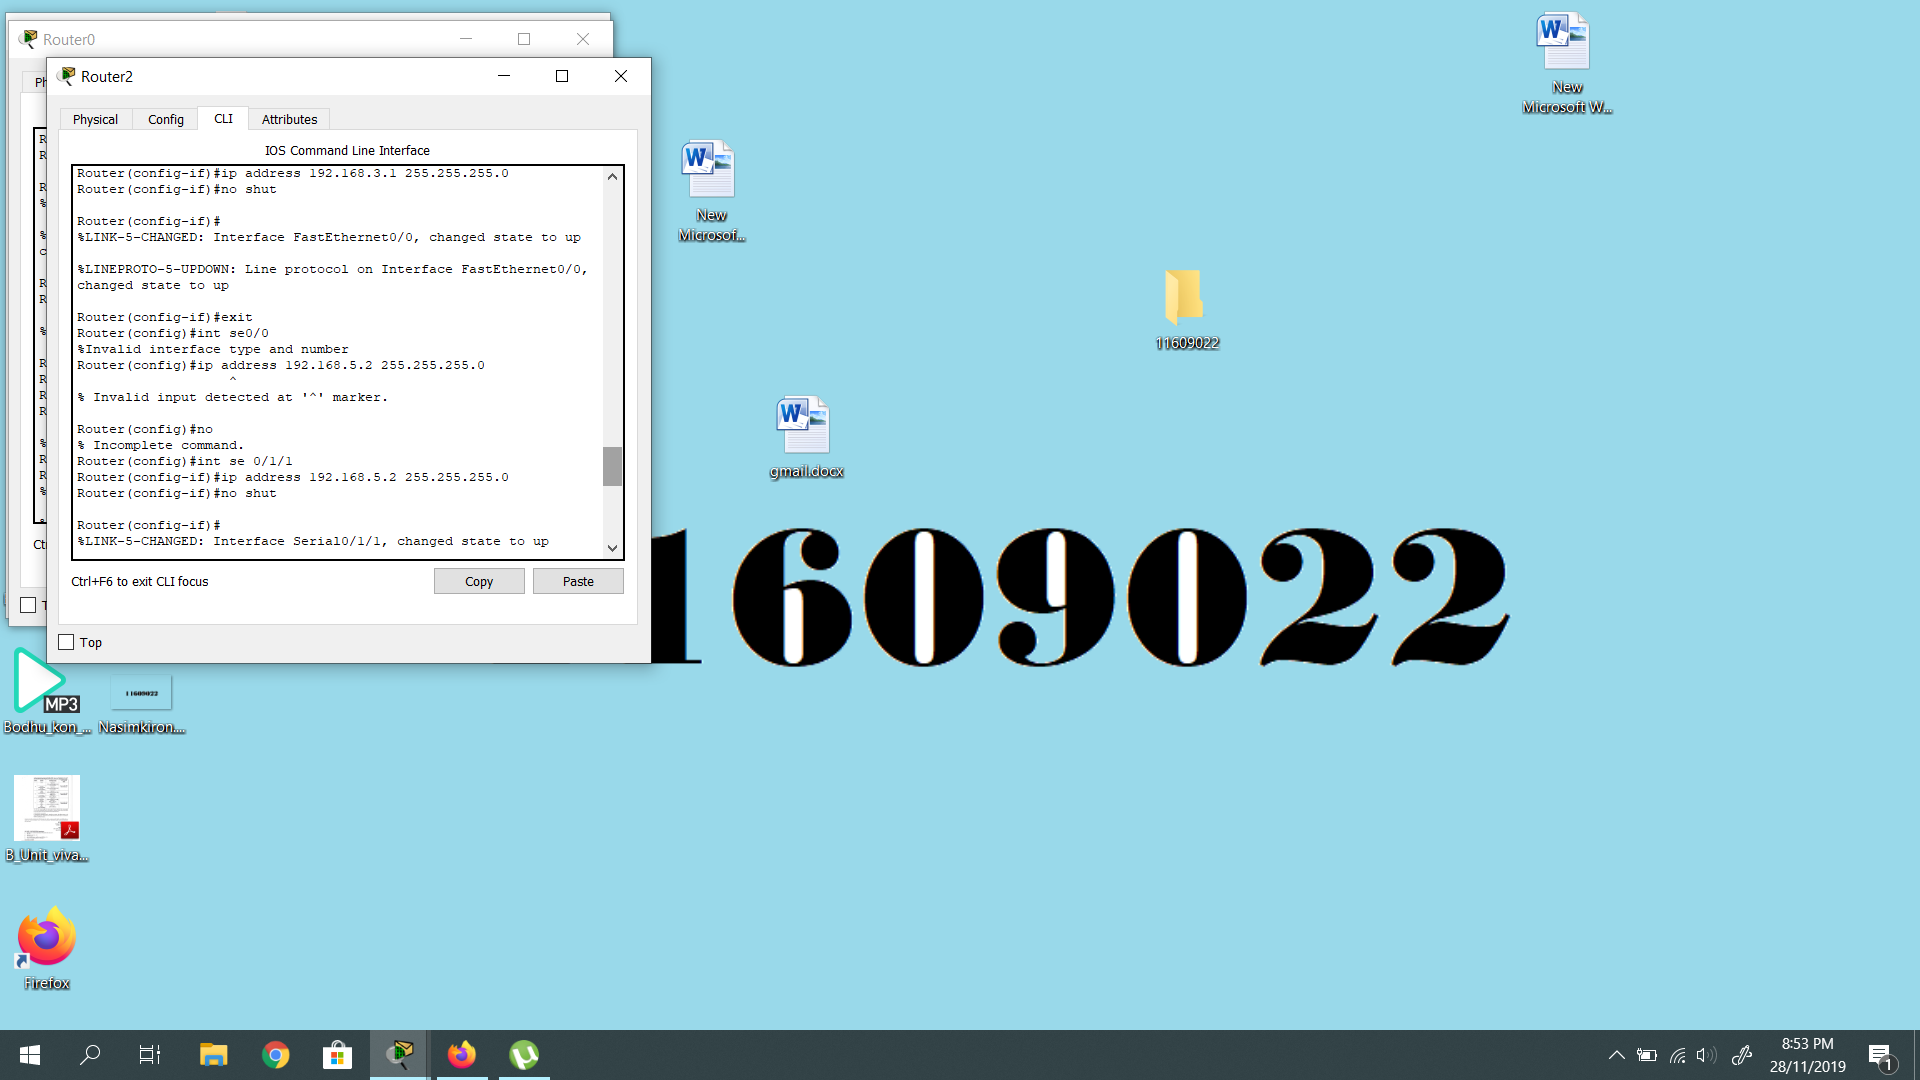 Router0
Router2
Physical
Config
CLI
Attributes
IOS Command Line Interface
Router(config-if)#ip address 192.168.3.1 255.255.255.0
Router(config-if)#no shut
Router(config-if)#
%LINK-5-CHANGED: Interface FastEthernet0/0, changed state to up
%LINEPROTO-5-UPDOWN: Line protocol on Interface FastEthernet0/0,
changed state to up
Router(config-if)#exit
Router(config)#int se0/0
%Invalid interface type and number
Router(config)#ip address 192.168.5.2 255.255.255.0
^
% Invalid input detected at '^' marker.
Router(config)#no
% Incomplete command.
Router(config)#int se 0/1/1
Router(config-if)#ip address 192.168.5.2 255.255.255.0
Router(config-if)#no shut
Router(config-if)#
%LINK-5-CHANGED: Interface Serial0/1/1, changed state to up
Ctrl+F6 to exit CLI focus
Copy
Paste
Top
New
Microsoft W...
New
Microsof...
11609022
gmail.docx
11609022
MP3
Bodhu_kon_...
11609022
Nasimkiron....
B_Unit_viva...
Firefox
8:53 PM
28/11/2019
1